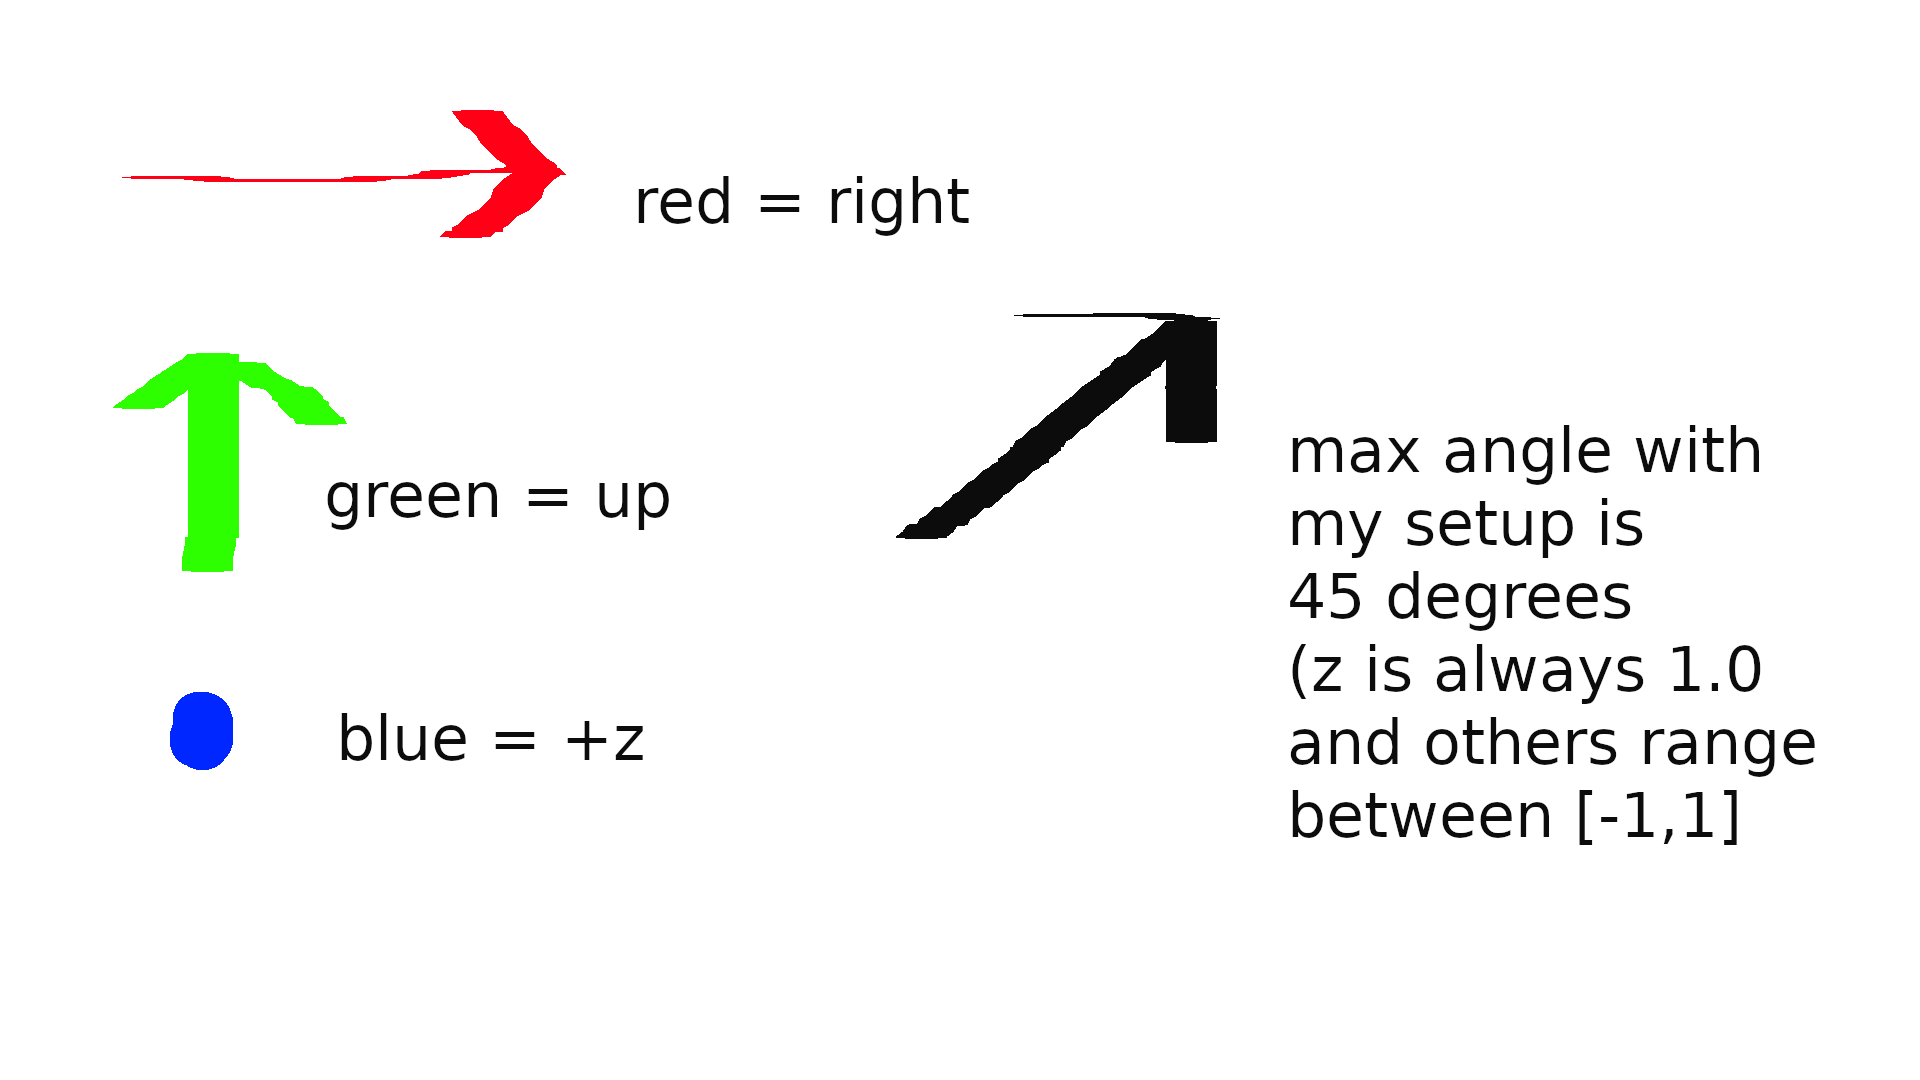 red = right
green = up
blue = +z
max angle with
my setup is
45 degrees
(z is always 1.0
and others range
between [-1,1]